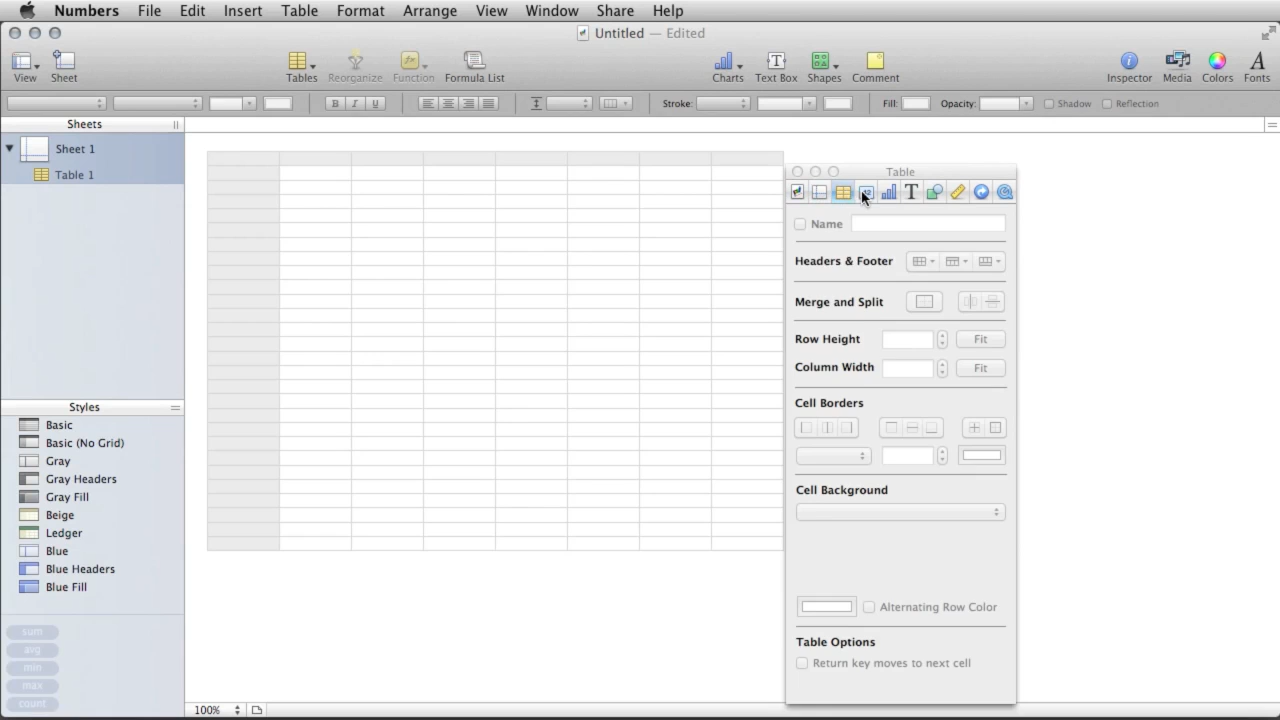 Numbers File Edit Insert Table Format Arrange View Window Share Help
Untitled — Edited
View Sheet Tables Reorganize Function Formula List Charts Text Box Shapes Comment Inspector Media Colors Fonts
B I U Stroke: Fill: Opacity: Shadow Reflection
Sheets
Sheet 1
Table 1
Styles
Basic
Basic (No Grid)
Gray
Gray Headers
Gray Fill
Beige
Ledger
Blue
Blue Headers
Blue Fill
sum
avg
min
max
count
100%
Table
Name
Headers & Footer
Merge and Split
Row Height Fit
Column Width Fit
Cell Borders
Cell Background
Alternating Row Color
Table Options
Return key moves to next cell